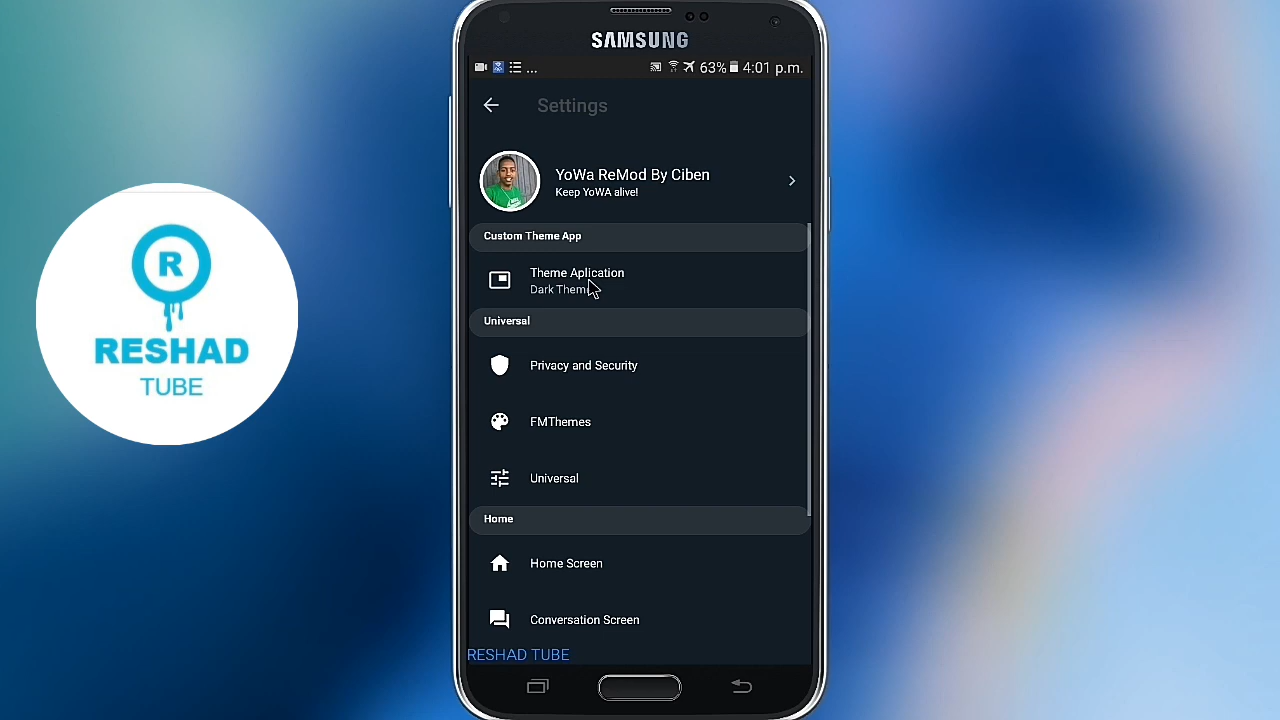 SAMSUNG
... 63% 4:01 p.m.
Settings
YoWa ReMod By Ciben
Keep YoWA alive!
Custom Theme App
Theme Aplication
Dark Them
Universal
Privacy and Security
FMThemes
Universal
Home
Home Screen
Conversation Screen
RESHAD TUBE
R
RESHAD
TUBE